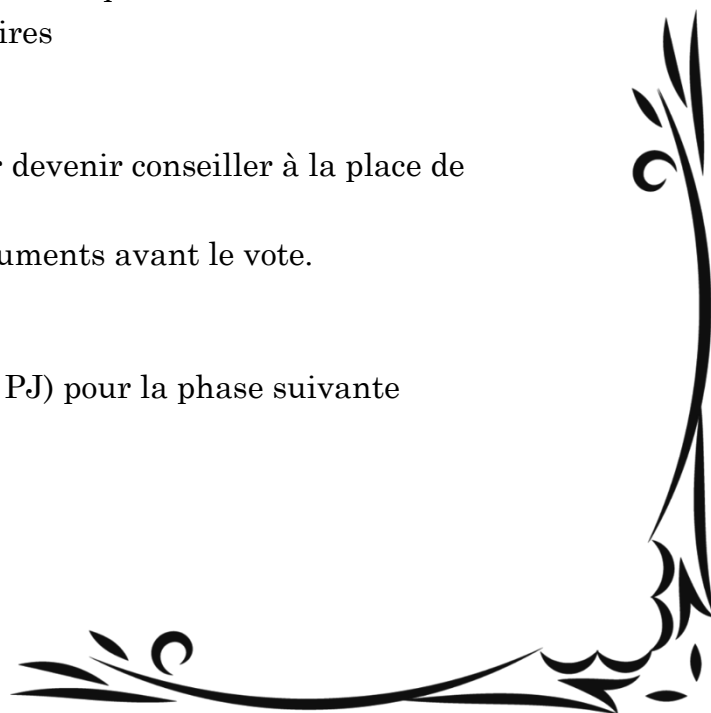 ires
devenir conseiller à la place de
uments avant le vote.
PJ) pour la phase suivante